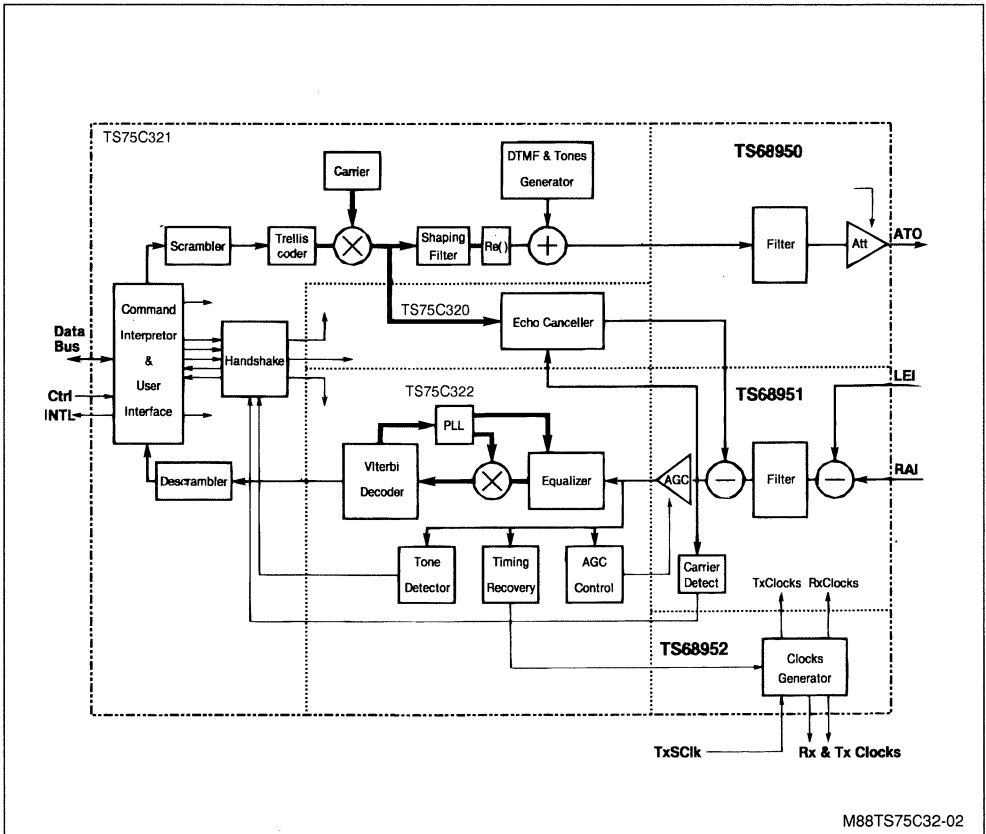 TS75C321
TS68950
Carrier
DTMF & Tones
Generator
Scrambler
Trellis
coder
Shaping
Filter
Re()
Filter
Att
ATO
TS75C320
Echo Canceller
Command
Interpretor
&
User
Interface
Data
Bus
Ctrl
INTL
Handshake
TS75C322
TS68951
LEI
RAI
PLL
Viterbi
Decoder
Equalizer
AGC
Filter
Descrambler
Tone
Detector
Timing
Recovery
AGC
Control
Carrier
Detect
TxClocks
RxClocks
TS68952
Clocks
Generator
TxSClk
Rx & Tx Clocks
M88TS75C32-02